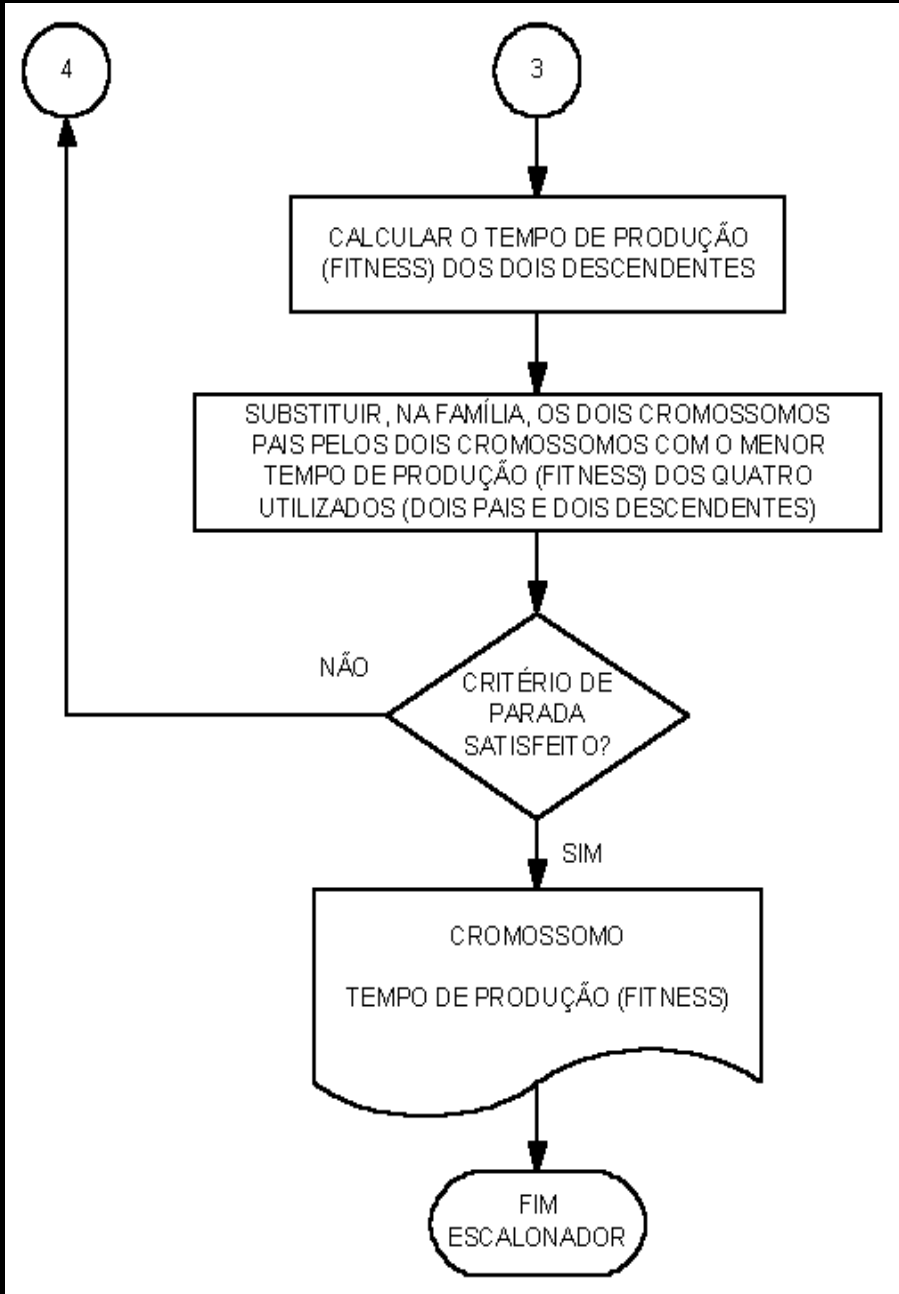 4
3
CALCULAR O TEMPO DE PRODUÇÃO
(FITNESS) DOS DOIS DESCENDENTES
SUBSTITUIR, NA FAMÍLIA, OS DOIS CROMOSSOMOS
PAIS PELOS DOIS CROMOSSOMOS COM O MENOR
TEMPO DE PRODUÇÃO (FITNESS) DOS QUATRO
UTILIZADOS (DOIS PAIS E DOIS DESCENDENTES)
NÃO
CRITÉRIO DE
PARADA
SATISFEITO?
SIM
CROMOSSOMO
TEMPO DE PRODUÇÃO (FITNESS)
FIM
ESCALONADOR